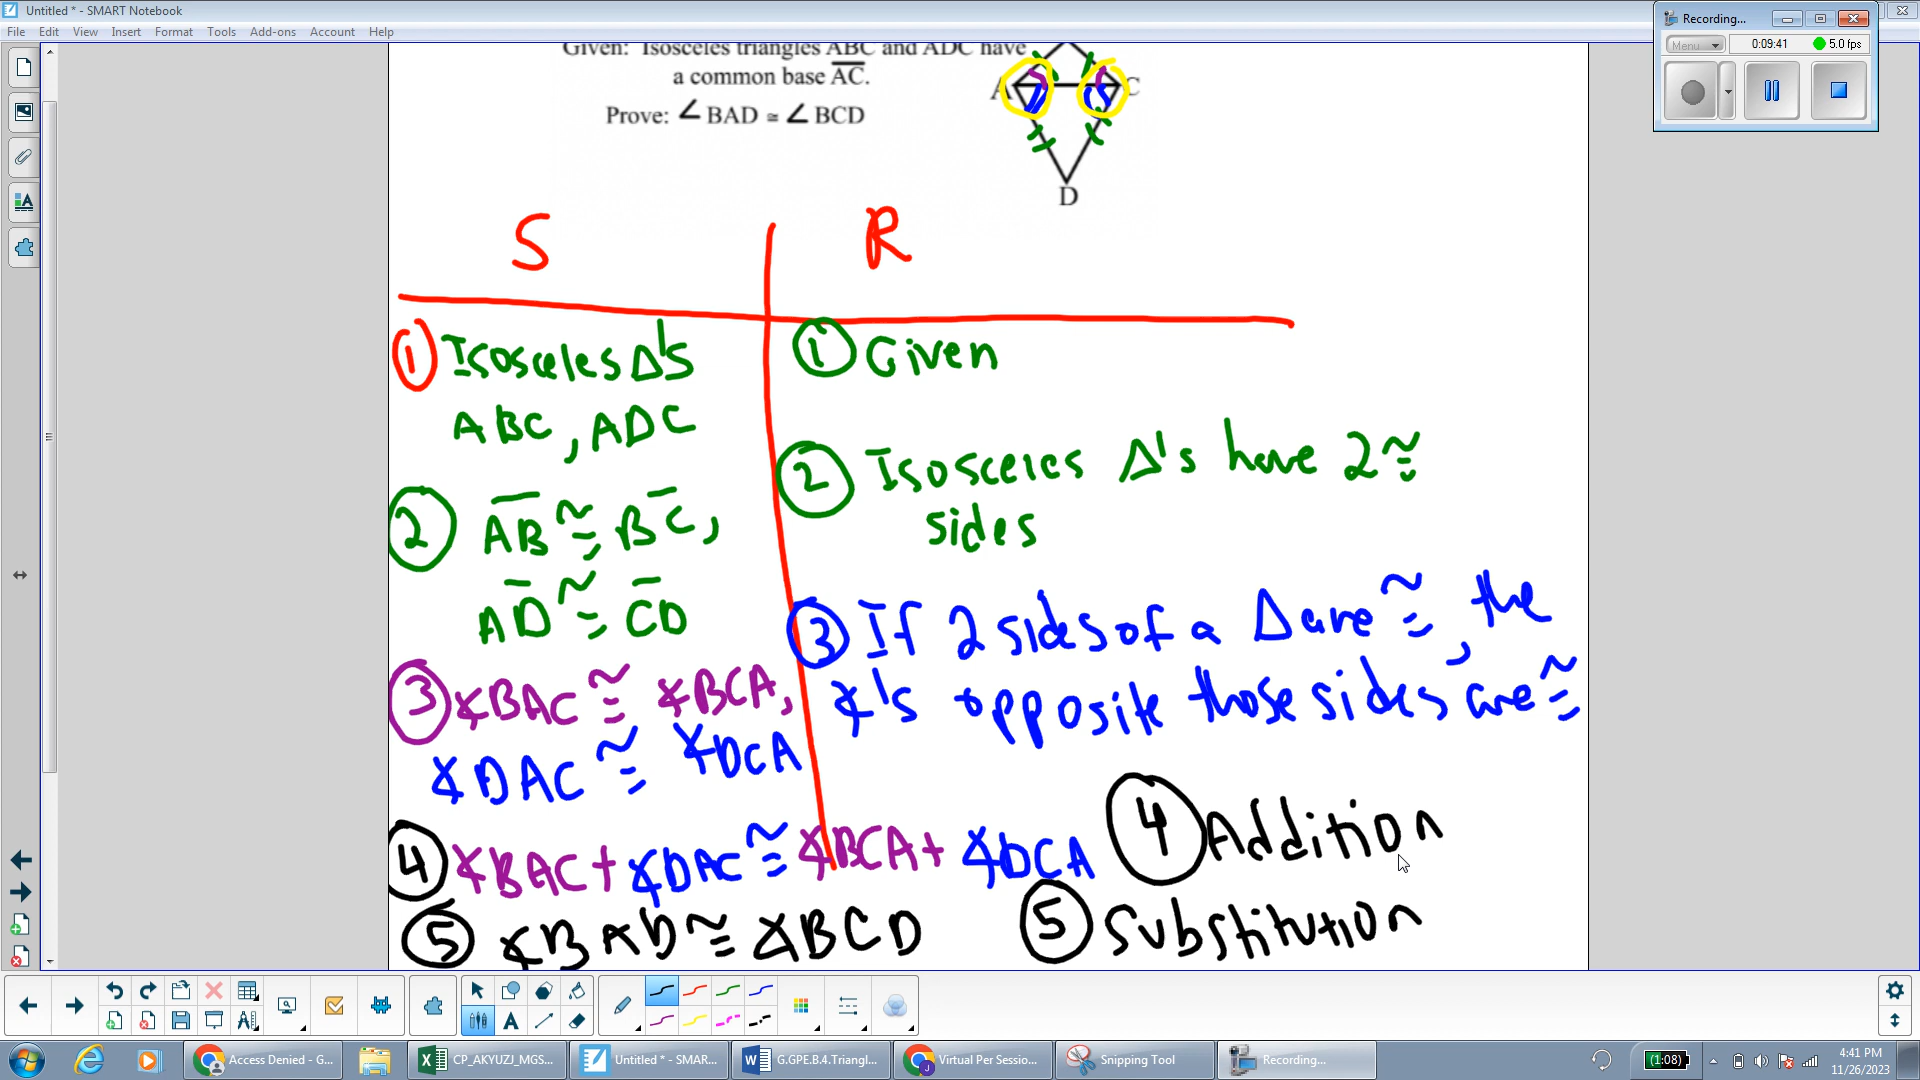 Untitled * - SMART Notebook
File Edit View Insert Format Tools Add-ons Account Help
Recording...
Menu 0:09:41 5.0 fps
Given: Isosceles triangles ABC and ADC have
a common base AC.
Prove: ∠ BAD ≅ ∠ BCD
A C
D
S R
① Isosceles Δ's
ABC, ADC
① Given
② AB ≅ BC,
AD ≅ CD
② Isosceles Δ's have 2 ≅
sides
③ ∡BAC ≅ ∡BCA,
∡DAC ≅ ∡DCA
③ If 2 sides of a Δ are ≅, the
∡'s opposite those sides are ≅
④ ∡BAC + ∡DAC ≅ ∡BCA + ∡DCA
④ Addition
⑤ ∡BAD ≅ ∡BCD
⑤ Substitution
Access Denied - G...
CP_AKYUZJ_MGS...
Untitled * - SMAR...
G.GPE.B.4.Triangl...
Virtual Per Sessio...
Snipping Tool
Recording...
(1:08)
4:41 PM
11/26/2023